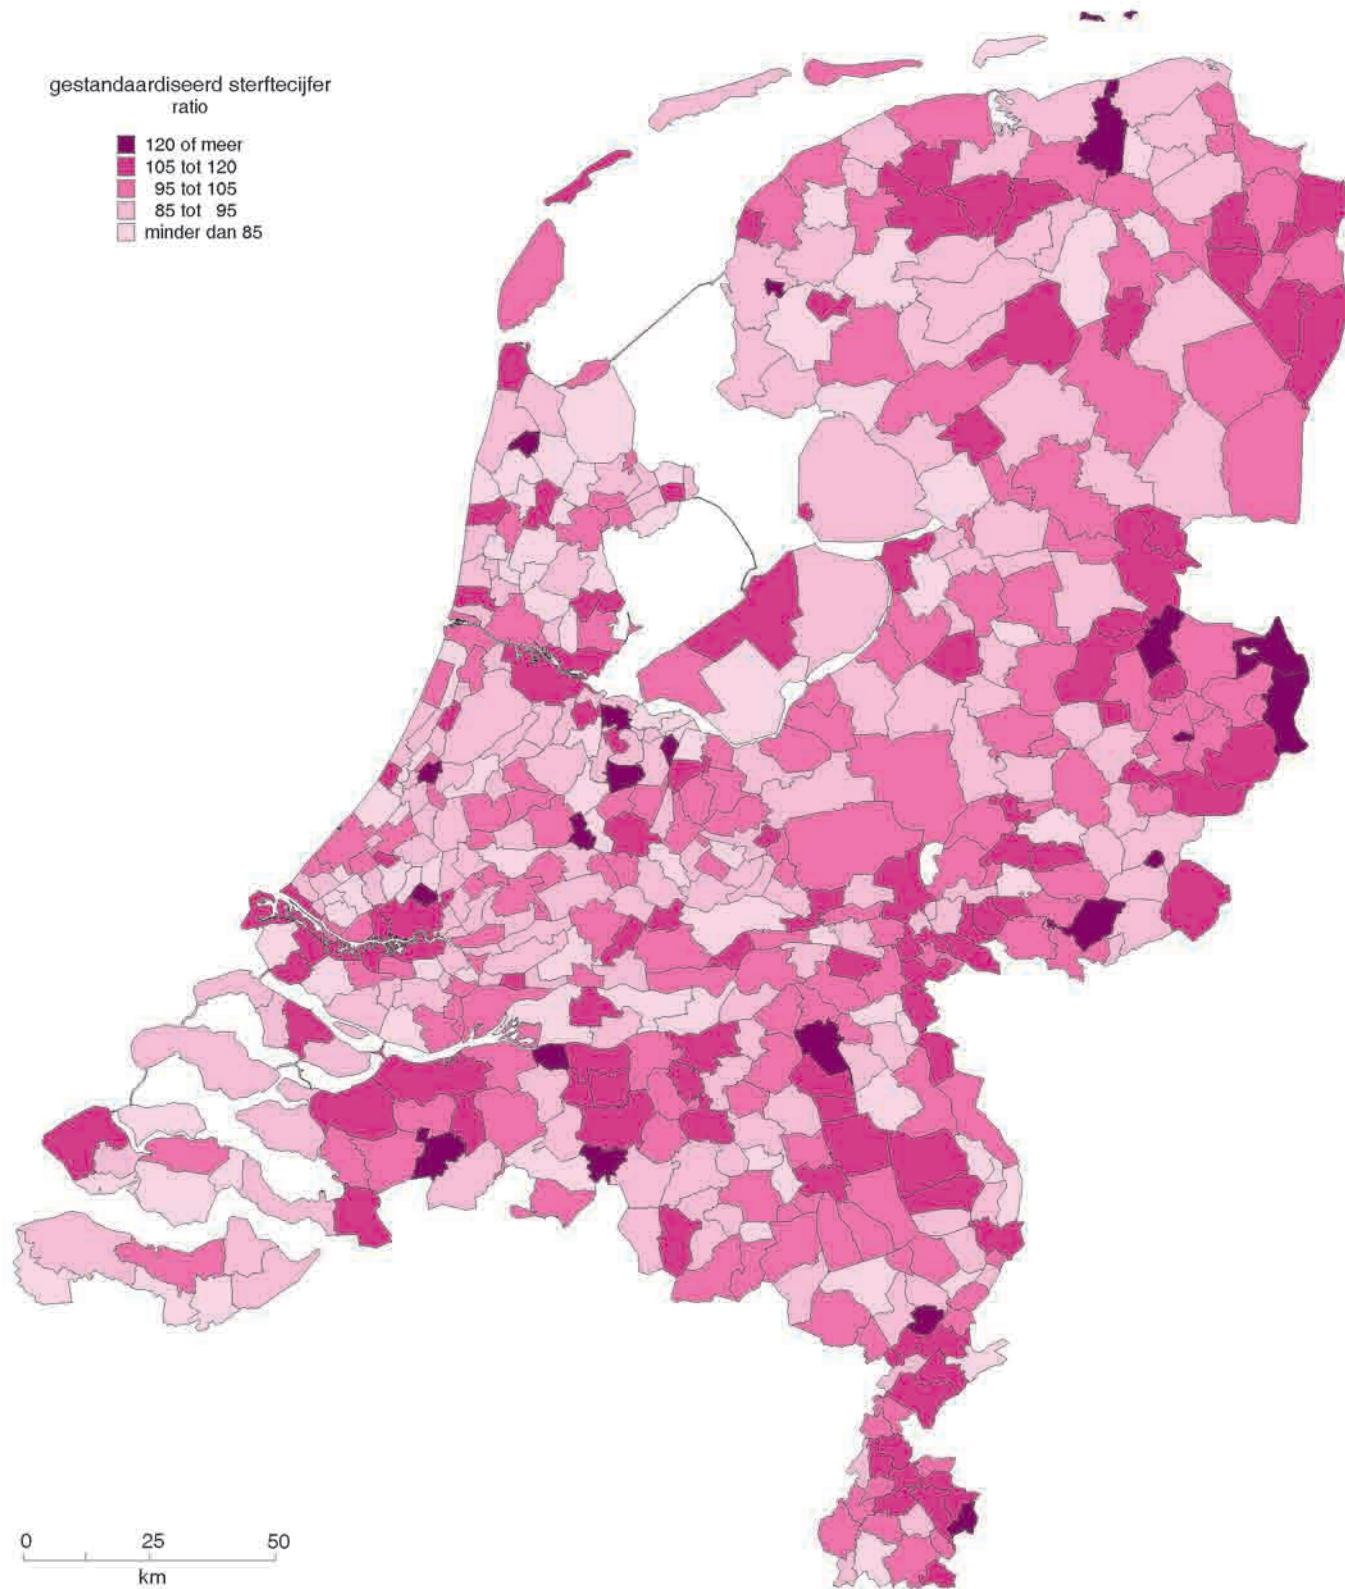 gestandaardiseerd sterftecijfer
ratio
120 of meer
105 tot 120
95 tot 105
85 tot 95
minder dan 85
0 25 50
km